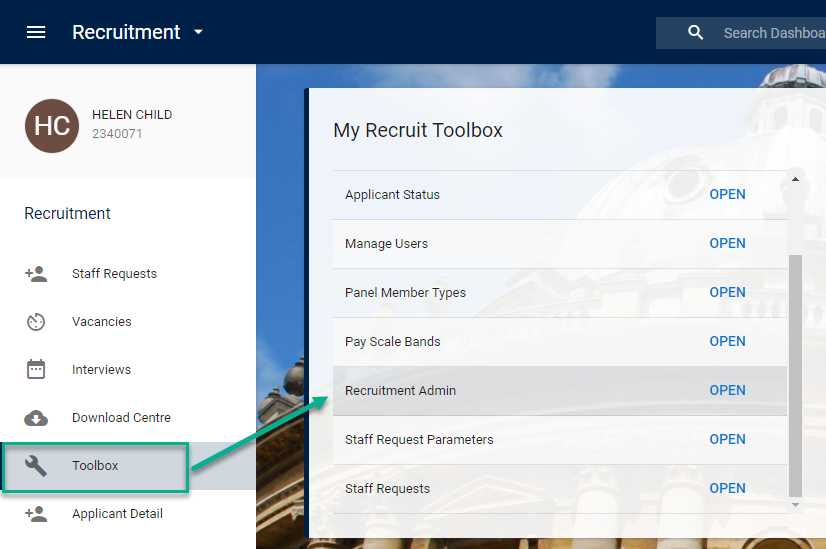 Recruitment
Search Dashboa
HC
HELEN CHILD
2340071
Recruitment
Staff Requests
Vacancies
Interviews
Download Centre
Toolbox
Applicant Detail
My Recruit Toolbox
Applicant Status OPEN
Manage Users OPEN
Panel Member Types OPEN
Pay Scale Bands OPEN
Recruitment Admin OPEN
Staff Request Parameters OPEN
Staff Requests OPEN